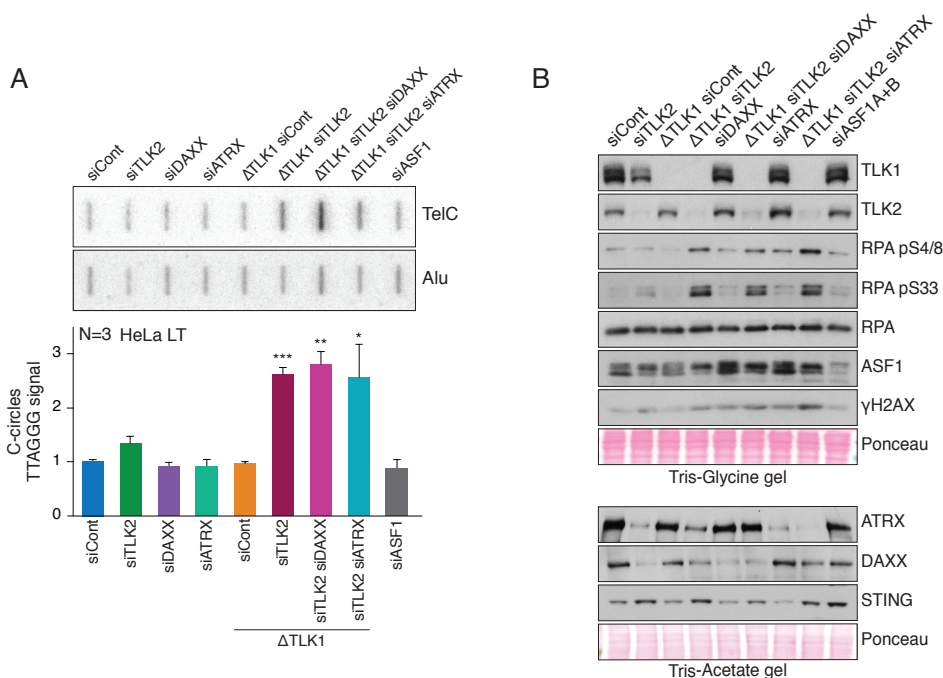 A
siCont
siTLK2
siDAXX
siATRX
ΔTLK1 siCont
ΔTLK1 siTLK2
ΔTLK1 siTLK2 siDAXX
ΔTLK1 siTLK2 siATRX
siASF1
TelC
Alu
N=3 HeLa LT
C-circles
TTAGGG signal
3
2
1
0
***
**
*
siCont
siTLK2
siDAXX
siATRX
siCont
siTLK2
siTLK2 siDAXX
siTLK2 siATRX
siASF1
ΔTLK1
B
siCont
siTLK2
ΔTLK1 siCont
ΔTLK1 siTLK2
siDAXX
ΔTLK1 siTLK2 siDAXX
siATRX
ΔTLK1 siTLK2 siATRX
siASF1A+B
TLK1
TLK2
RPA pS4/8
RPA pS33
RPA
ASF1
γH2AX
Ponceau
Tris-Glycine gel
ATRX
DAXX
STING
Ponceau
Tris-Acetate gel